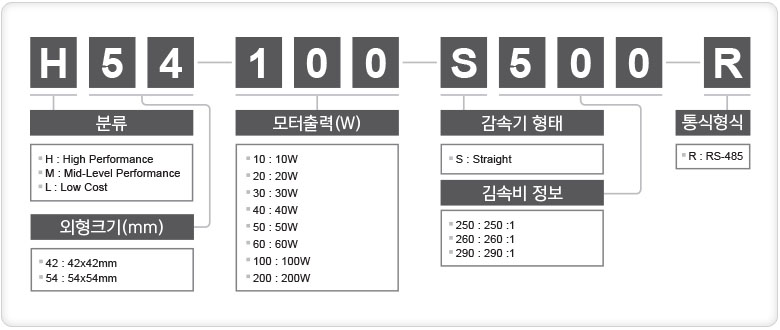 H54-100-S500-R
분류
H : High Performance
M : Mid-Level Performance
L : Low Cost
외형크기(mm)
42 : 42x42mm
54 : 54x54mm
모터출력(W)
10 : 10W
20 : 20W
30 : 30W
40 : 40W
50 : 50W
60 : 60W
100 : 100W
200 : 200W
감속기 형태
S : Straight
김속비 정보
250 : 250 :1
260 : 260 :1
290 : 290 :1
통식형식
R : RS-485